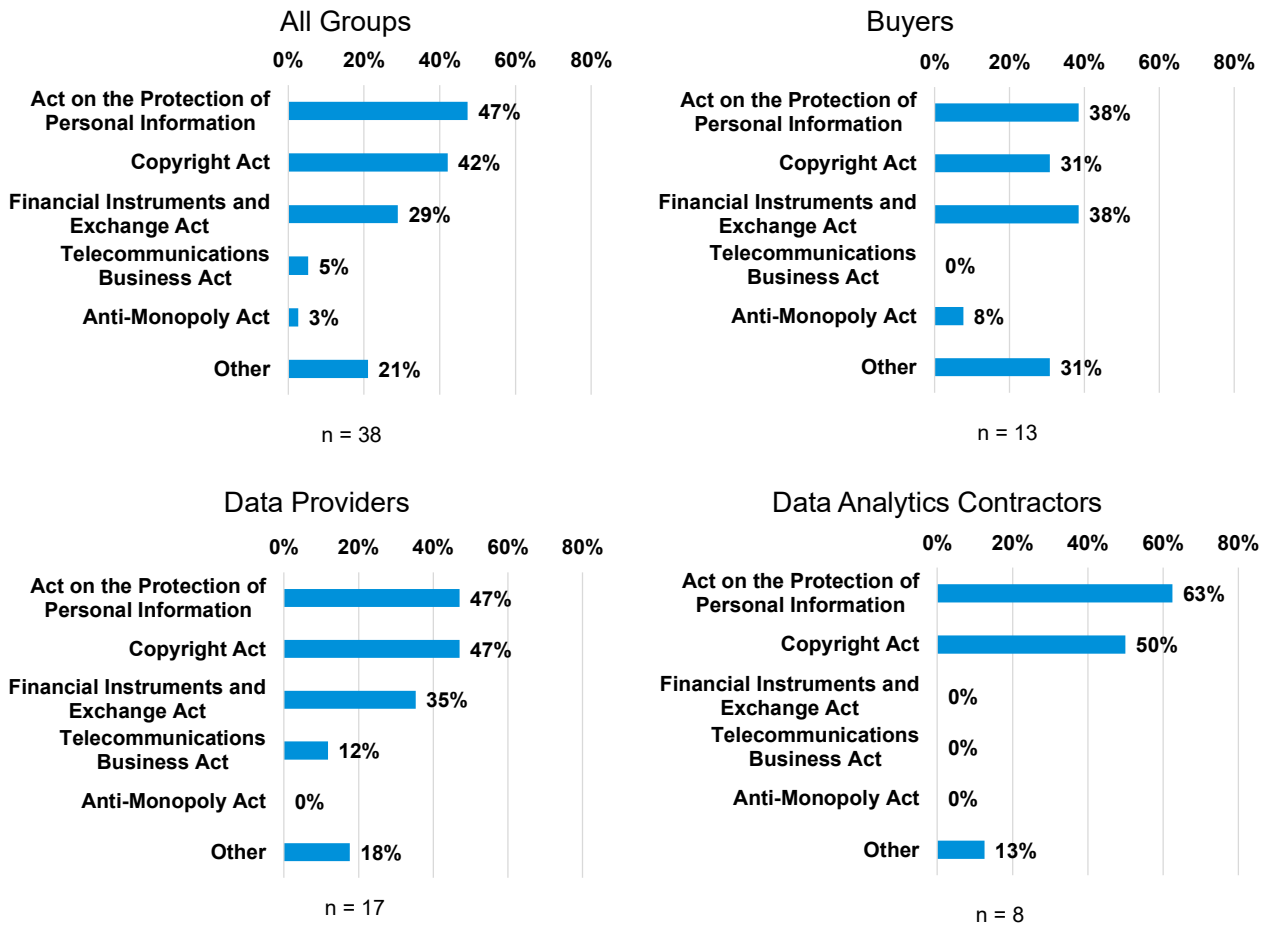 All Groups
0% 20% 40% 60% 80%
Act on the Protection of
Personal Information
47%
Copyright Act
42%
Financial Instruments and
Exchange Act
29%
Telecommunications
Business Act
5%
Anti-Monopoly Act
3%
Other
21%
n = 38
Buyers
0% 20% 40% 60% 80%
Act on the Protection of
Personal Information
38%
Copyright Act
31%
Financial Instruments and
Exchange Act
38%
Telecommunications
Business Act
0%
Anti-Monopoly Act
8%
Other
31%
n = 13
Data Providers
0% 20% 40% 60% 80%
Act on the Protection of
Personal Information
47%
Copyright Act
47%
Financial Instruments and
Exchange Act
35%
Telecommunications
Business Act
12%
Anti-Monopoly Act
0%
Other
18%
n = 17
Data Analytics Contractors
0% 20% 40% 60% 80%
Act on the Protection of
Personal Information
63%
Copyright Act
50%
Financial Instruments and
Exchange Act
0%
Telecommunications
Business Act
0%
Anti-Monopoly Act
0%
Other
13%
n = 8